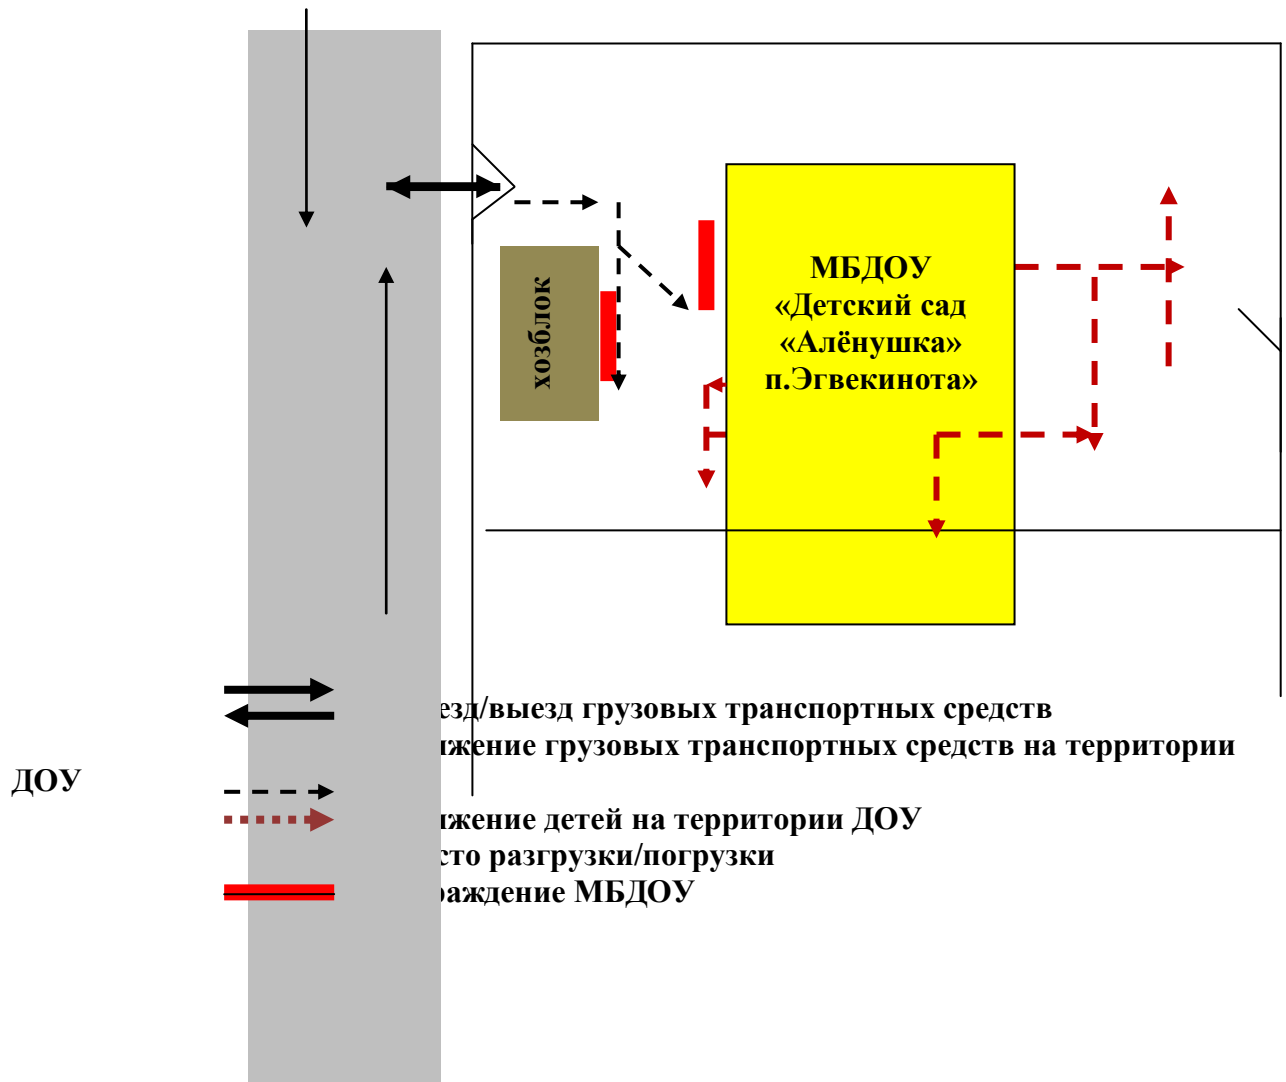 МБДОУ
«Детский сад
«Алёнушка»
п.Эгвекинота»
хозблок
езд/выезд грузовых транспортных средств
ижение грузовых транспортных средств на территории
ДОУ
ижение детей на территории ДОУ
сто разгрузки/погрузки
раждение МБДОУ